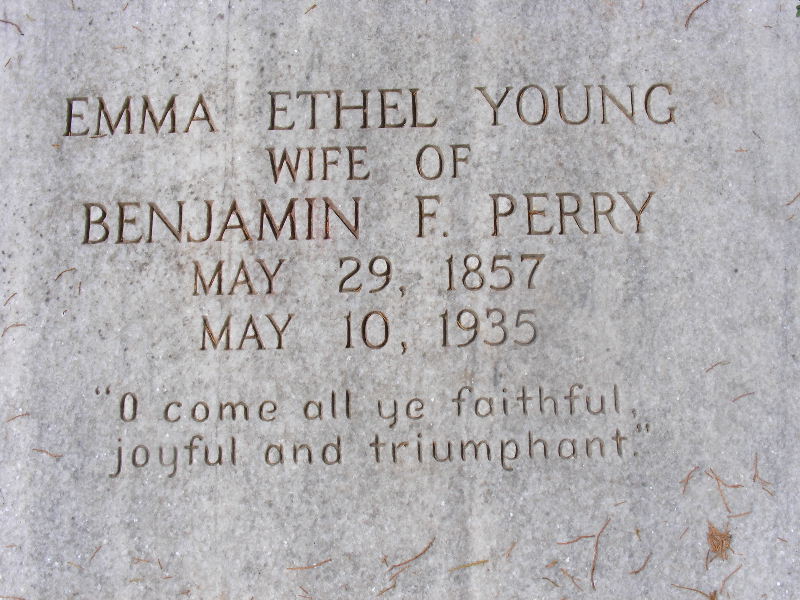 EMMA ETHEL YOUNG
WIFE OF
BENJAMIN F. PERRY
MAY 29, 1857
MAY 10, 1935
"O come all ye faithful,
joyful and triumphant."